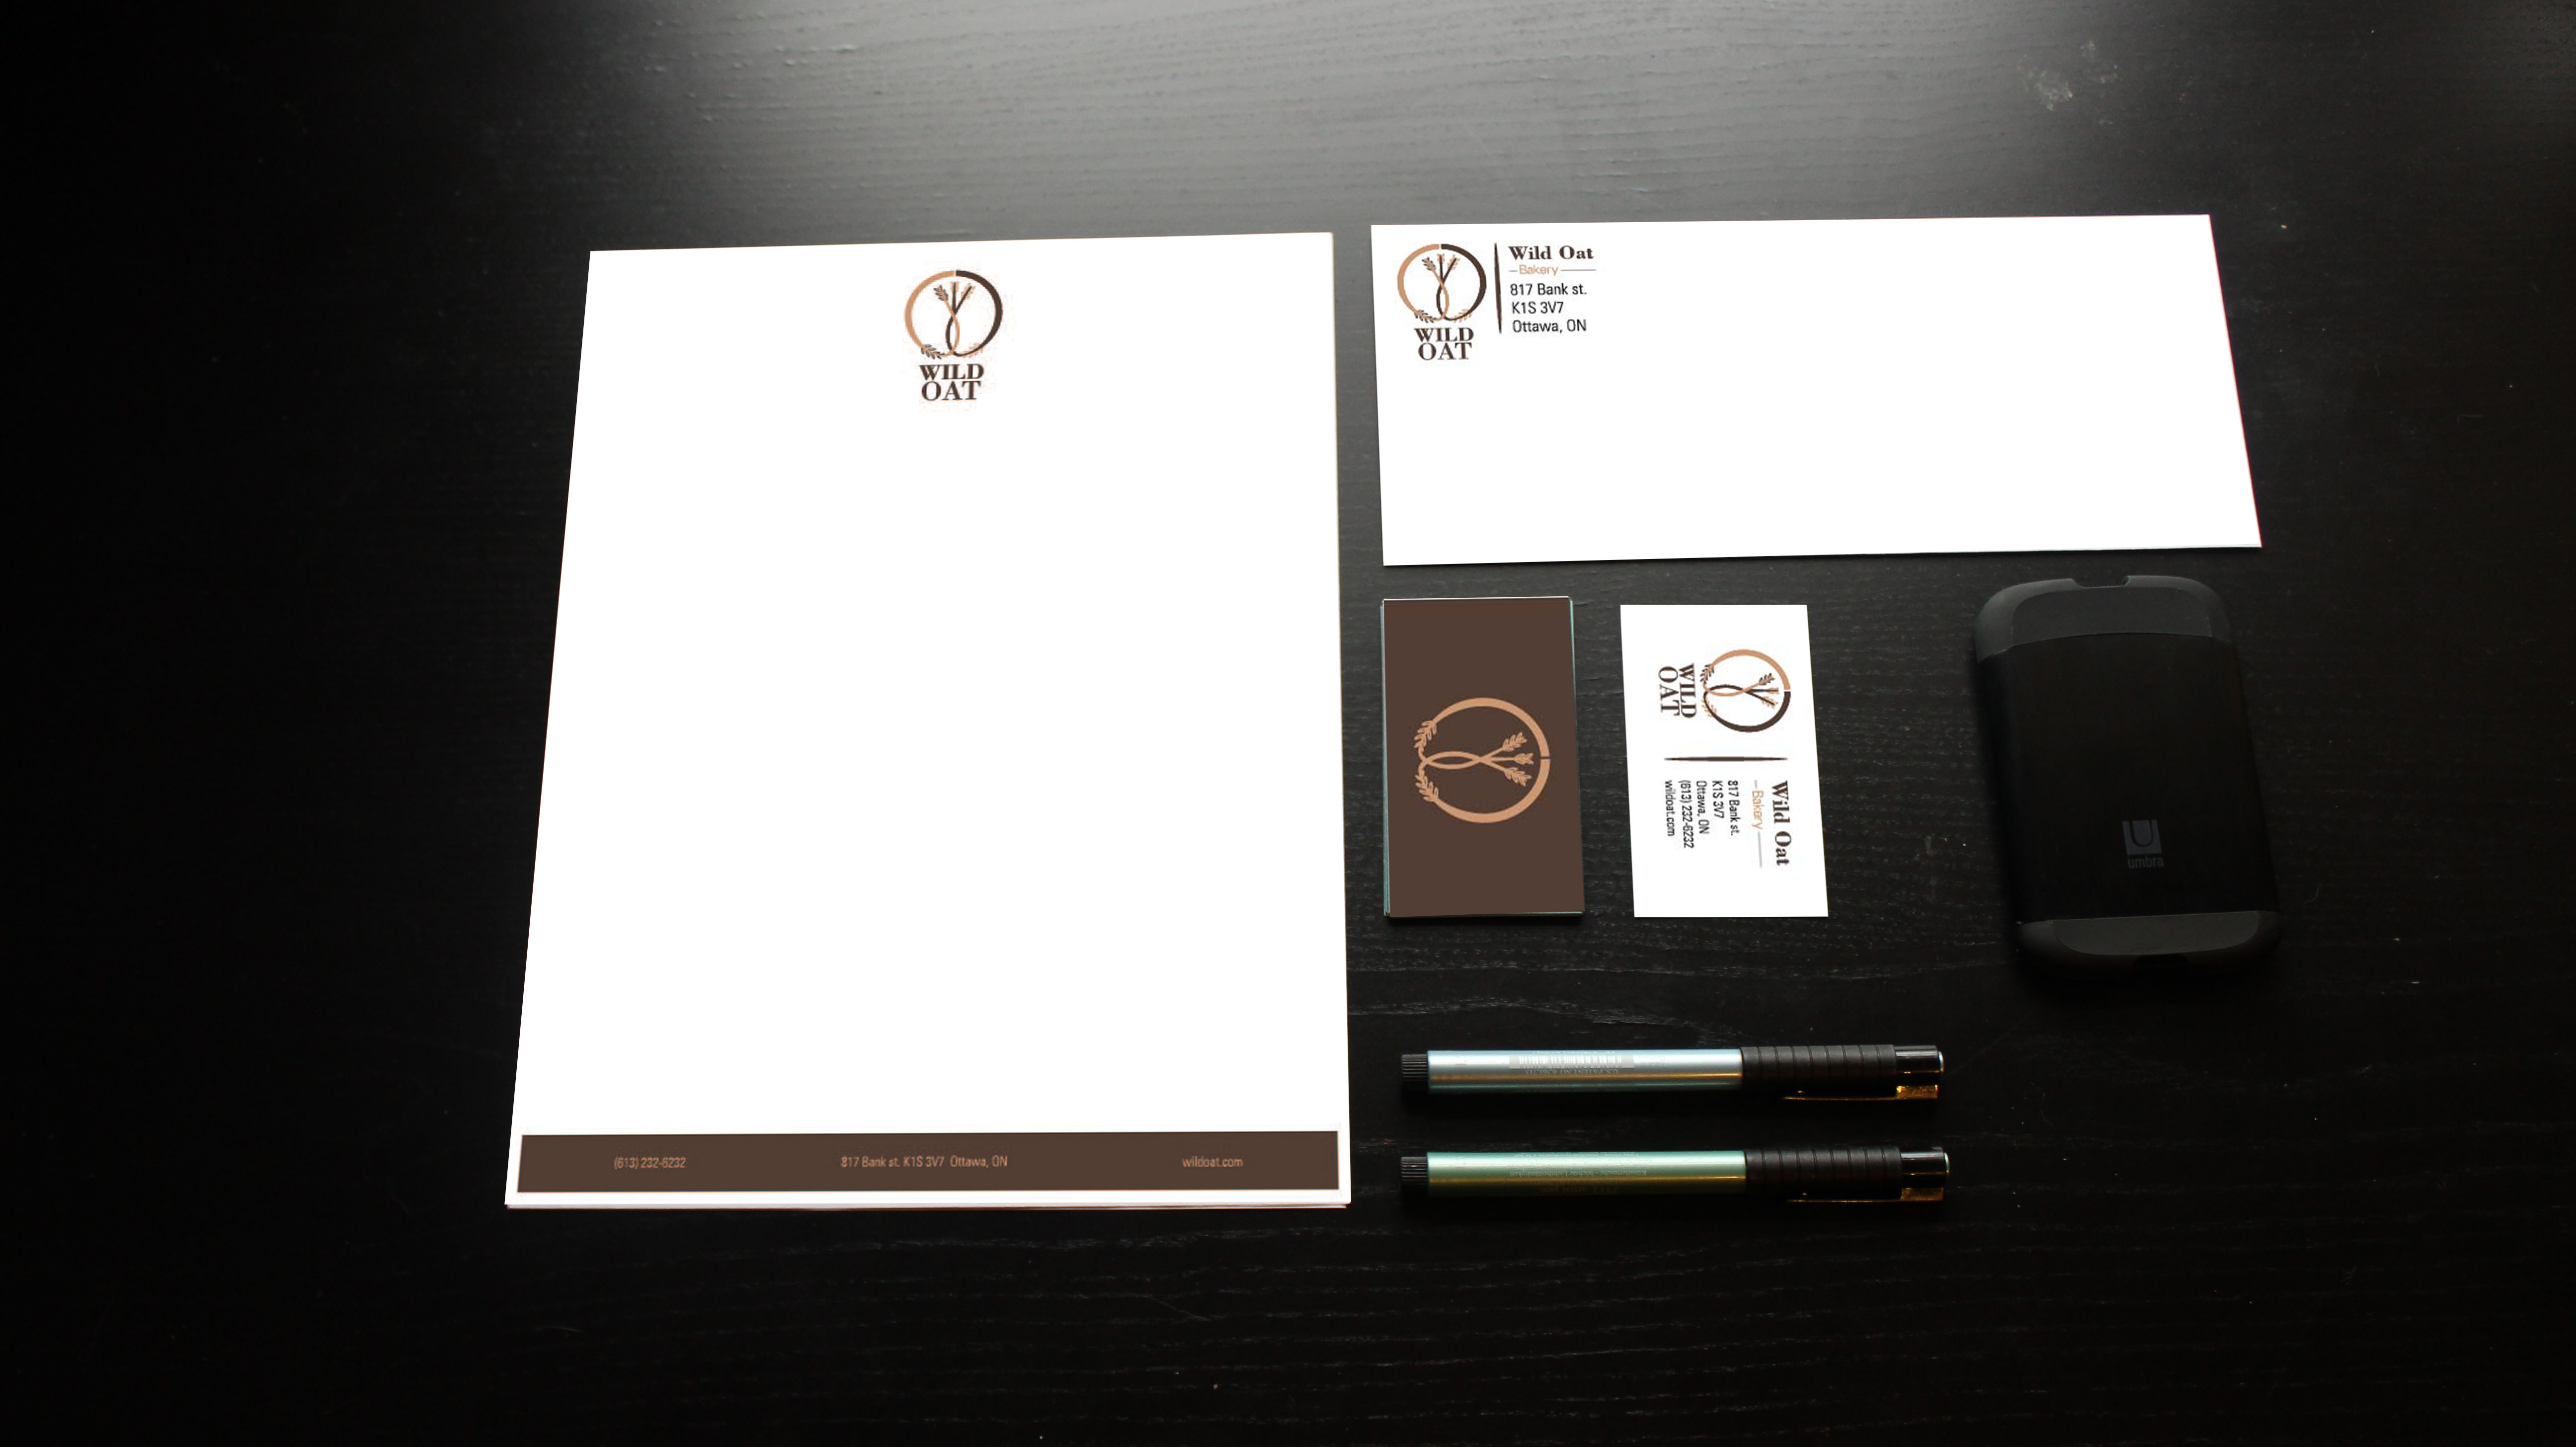 WILD
OAT
(613) 232-6232
817 Bank st. K1S 3V7 Ottawa, ON
wildoat.com
WILD
OAT
Wild Oat
Bakery
817 Bank st.
K1S 3V7
Ottawa, ON
WILD
OAT
Wild Oat
Bakery
817 Bank st.
K1S 3V7
Ottawa, ON
(613) 232-6232
wildoat.com
umbra